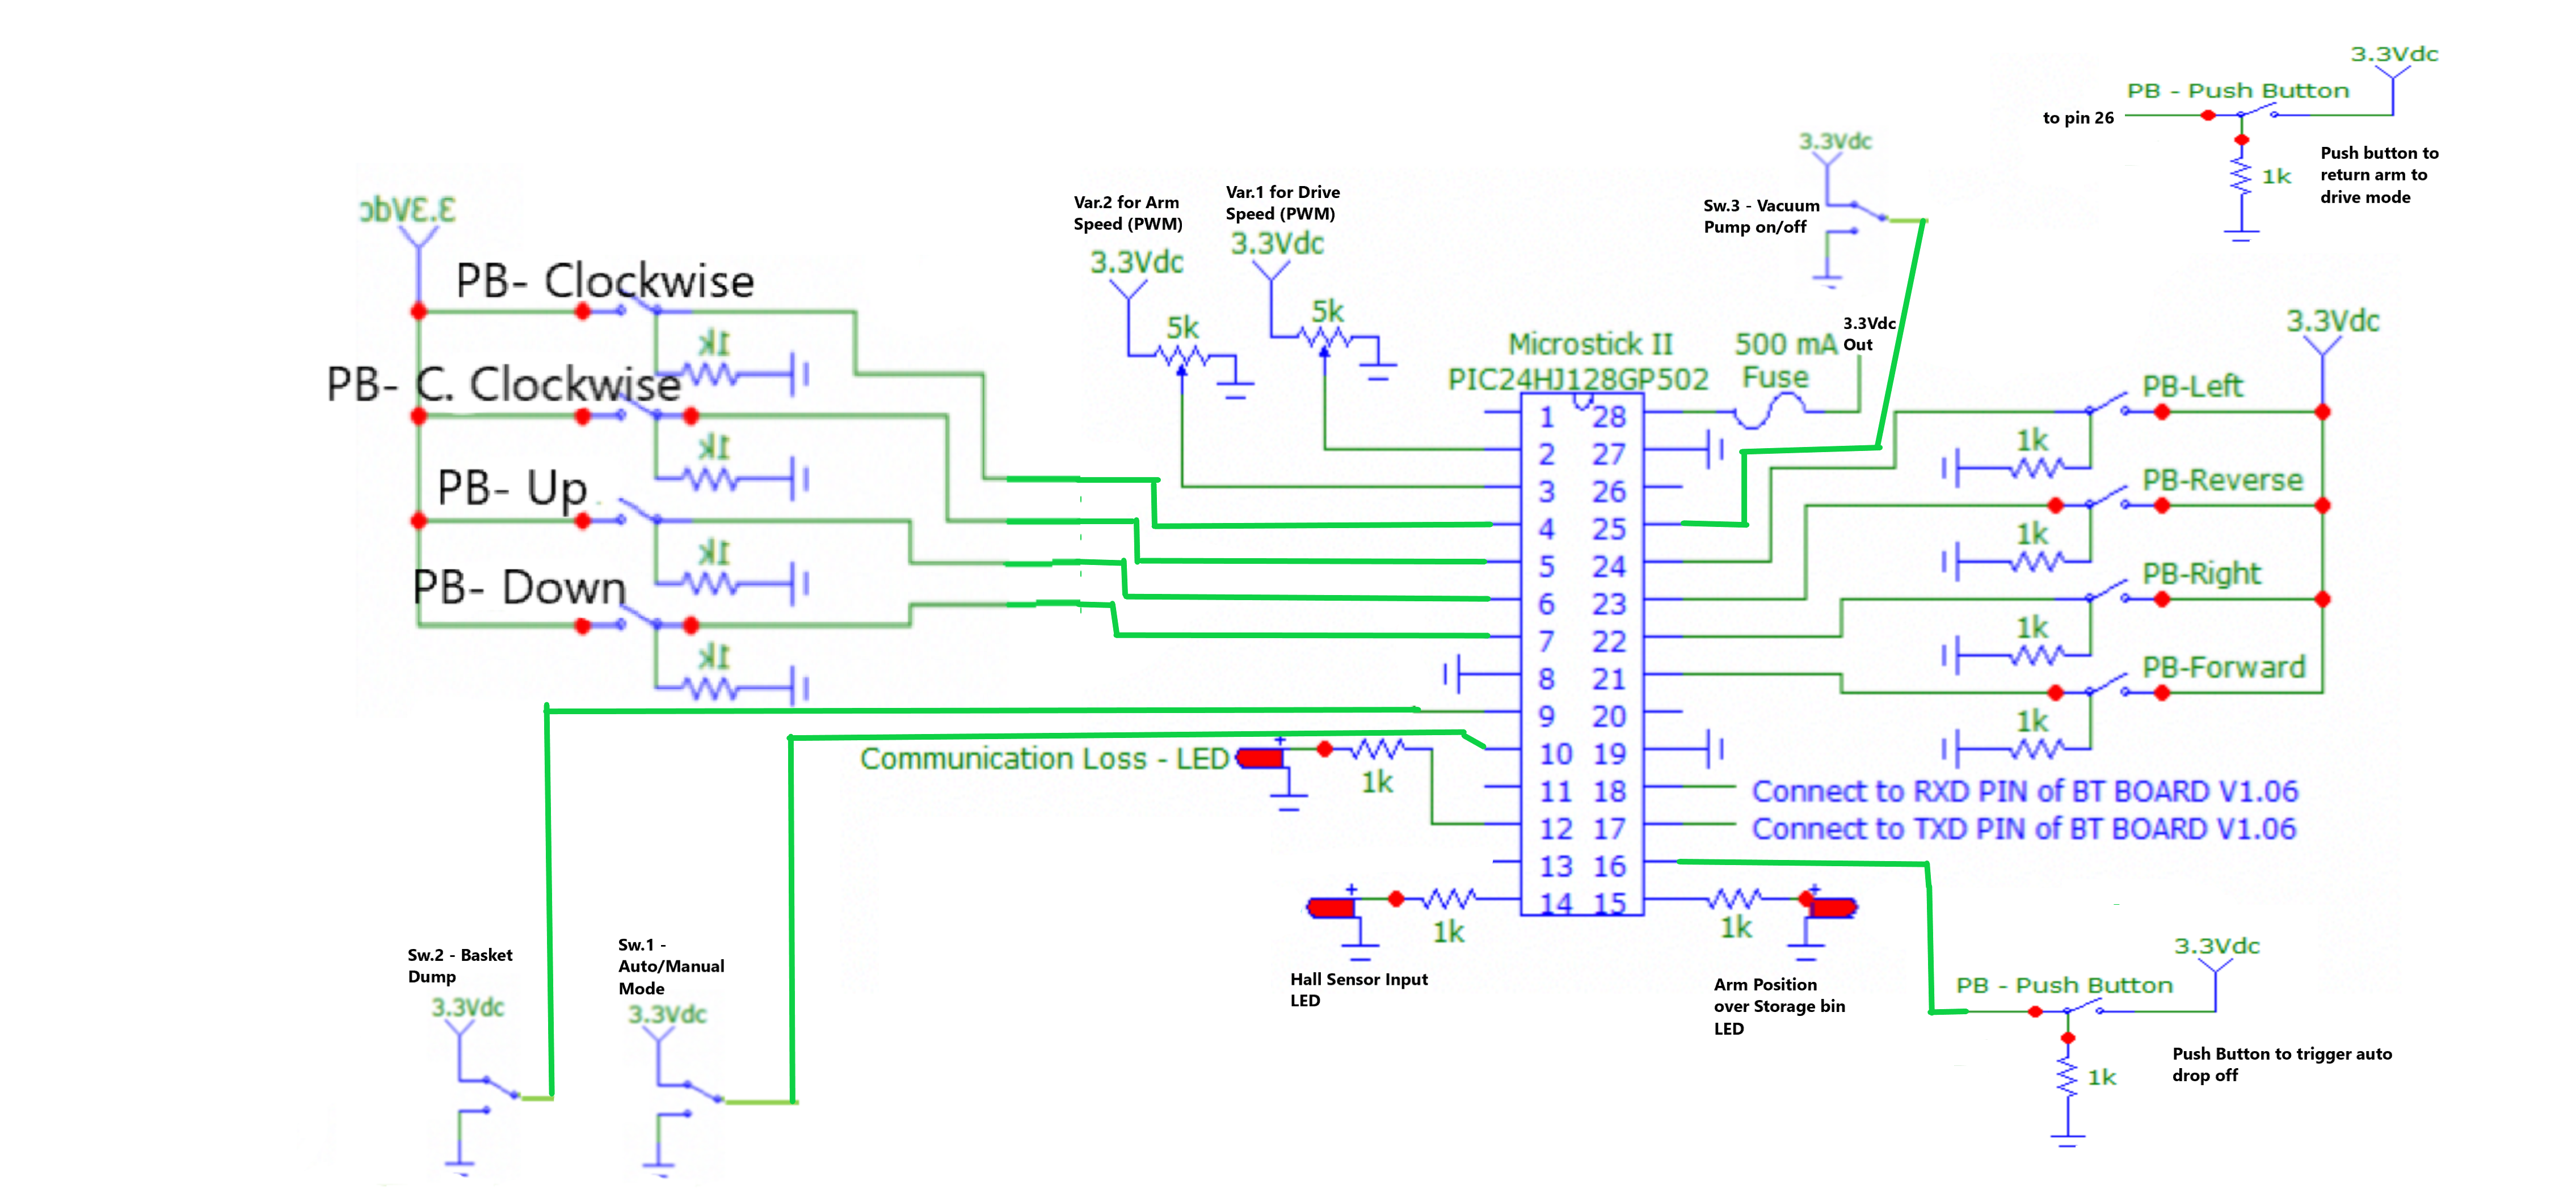 3.3Vdc
PB - Push Button
to pin 26
1k
Push button to
return arm to
drive mode
3.3Vdc
Sw.3 - Vacuum
Pump on/off
Var.2 for Arm
Speed (PWM)
3.3Vdc
5k
Var.1 for Drive
Speed (PWM)
3.3Vdc
5k
3.3Vdc
PB- Clockwise
1k
PB- C. Clockwise
1k
PB- Up
1k
PB- Down
1k
Microstick II
PIC24HJ128GP502
500 mA
Fuse
3.3Vdc
Out
1 28
2 27
3 26
4 25
5 24
6 23
7 22
8 21
9 20
10 19
11 18
12 17
13 16
14 15
3.3Vdc
PB-Left
1k
PB-Reverse
1k
PB-Right
1k
PB-Forward
1k
Connect to RXD PIN of BT BOARD V1.06
Connect to TXD PIN of BT BOARD V1.06
Communication Loss - LED
+
1k
+
1k
Hall Sensor Input
LED
1k
+
Arm Position
over Storage bin
LED
Sw.2 - Basket
Dump
3.3Vdc
Sw.1 -
Auto/Manual
Mode
3.3Vdc
3.3Vdc
PB - Push Button
1k
Push Button to trigger auto
drop off